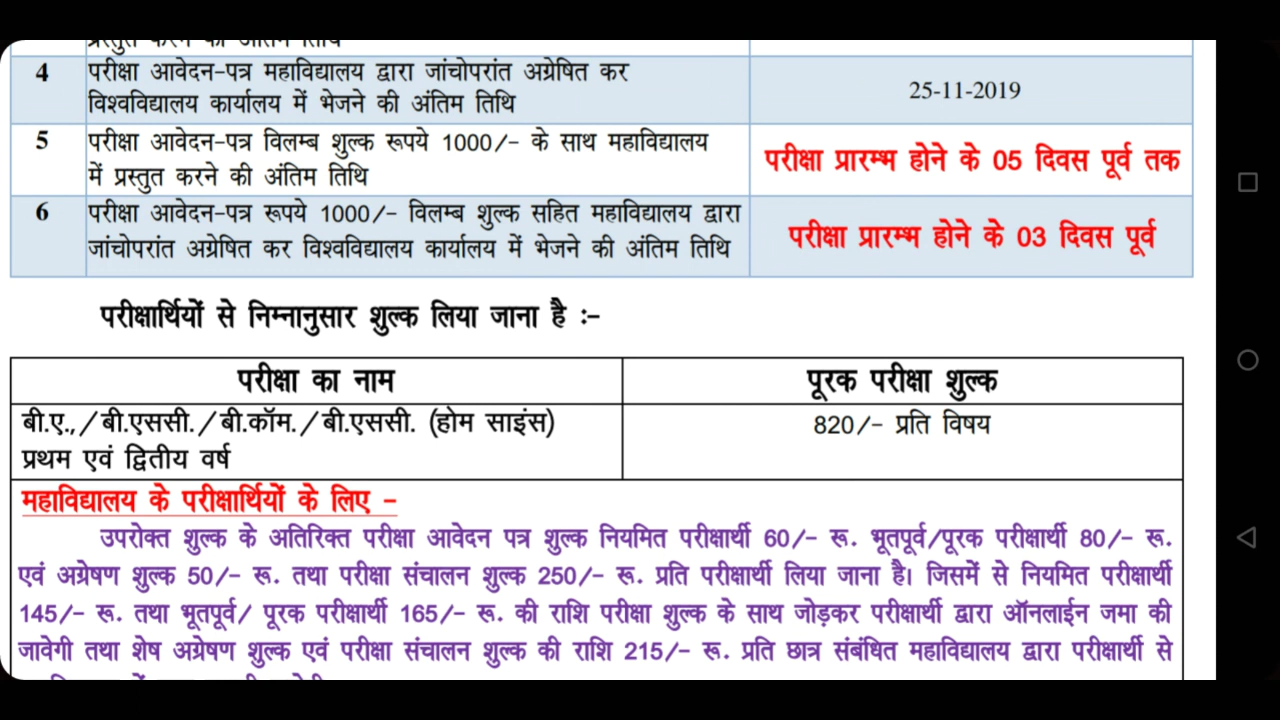 प्रस्तुत करने की अंतिम तिथि
4 परीक्षा आवेदन-पत्र महाविद्यालय द्वारा जांचोपरांत अग्रेषित कर
विश्वविद्यालय कार्यालय में भेजने की अंतिम तिथि
25-11-2019
5 परीक्षा आवेदन-पत्र विलम्ब शुल्क रूपये 1000/- के साथ महाविद्यालय
में प्रस्तुत करने की अंतिम तिथि
परीक्षा प्रारम्भ होने के 05 दिवस पूर्व तक
6 परीक्षा आवेदन-पत्र रूपये 1000/- विलम्ब शुल्क सहित महाविद्यालय द्वारा
जांचोपरांत अग्रेषित कर विश्वविद्यालय कार्यालय में भेजने की अंतिम तिथि
परीक्षा प्रारम्भ होने के 03 दिवस पूर्व
परीक्षार्थियों से निम्नानुसार शुल्क लिया जाना है :-
परीक्षा का नाम पूरक परीक्षा शुल्क
बी.ए.,/बी.एससी./बी.कॉम./बी.एससी. (होम साइंस)
प्रथम एवं द्वितीय वर्ष
820/- प्रति विषय
महाविद्यालय के परीक्षार्थियों के लिए -
उपरोक्त शुल्क के अतिरिक्त परीक्षा आवेदन पत्र शुल्क नियमित परीक्षार्थी 60/- रू. भूतपूर्व/पूरक परीक्षार्थी 80/- रू.
एवं अग्रेषण शुल्क 50/- रू. तथा परीक्षा संचालन शुल्क 250/- रू. प्रति परीक्षार्थी लिया जाना है। जिसमें से नियमित परीक्षार्थी
145/- रू. तथा भूतपूर्व/ पूरक परीक्षार्थी 165/- रू. की राशि परीक्षा शुल्क के साथ जोड़कर परीक्षार्थी द्वारा ऑनलाईन जमा की
जावेगी तथा शेष अग्रेषण शुल्क एवं परीक्षा संचालन शुल्क की राशि 215/- रू. प्रति छात्र संबंधित महाविद्यालय द्वारा परीक्षार्थी से